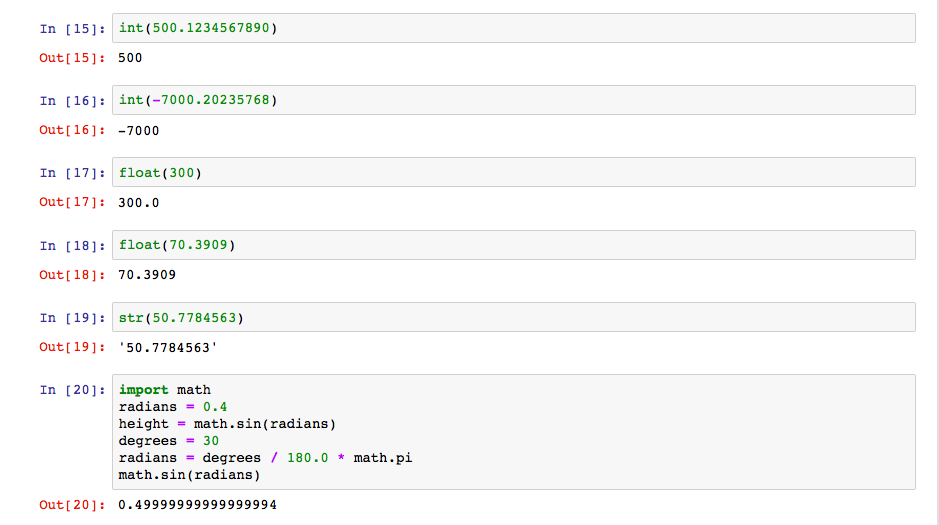 In [15]: int(500.1234567890)
Out[15]: 500
In [16]: int(-7000.20235768)
Out[16]: -7000
In [17]: float(300)
Out[17]: 300.0
In [18]: float(70.3909)
Out[18]: 70.3909
In [19]: str(50.7784563)
Out[19]: '50.7784563'
In [20]: import math
radians = 0.4
height = math.sin(radians)
degrees = 30
radians = degrees / 180.0 * math.pi
math.sin(radians)
Out[20]: 0.49999999999999994